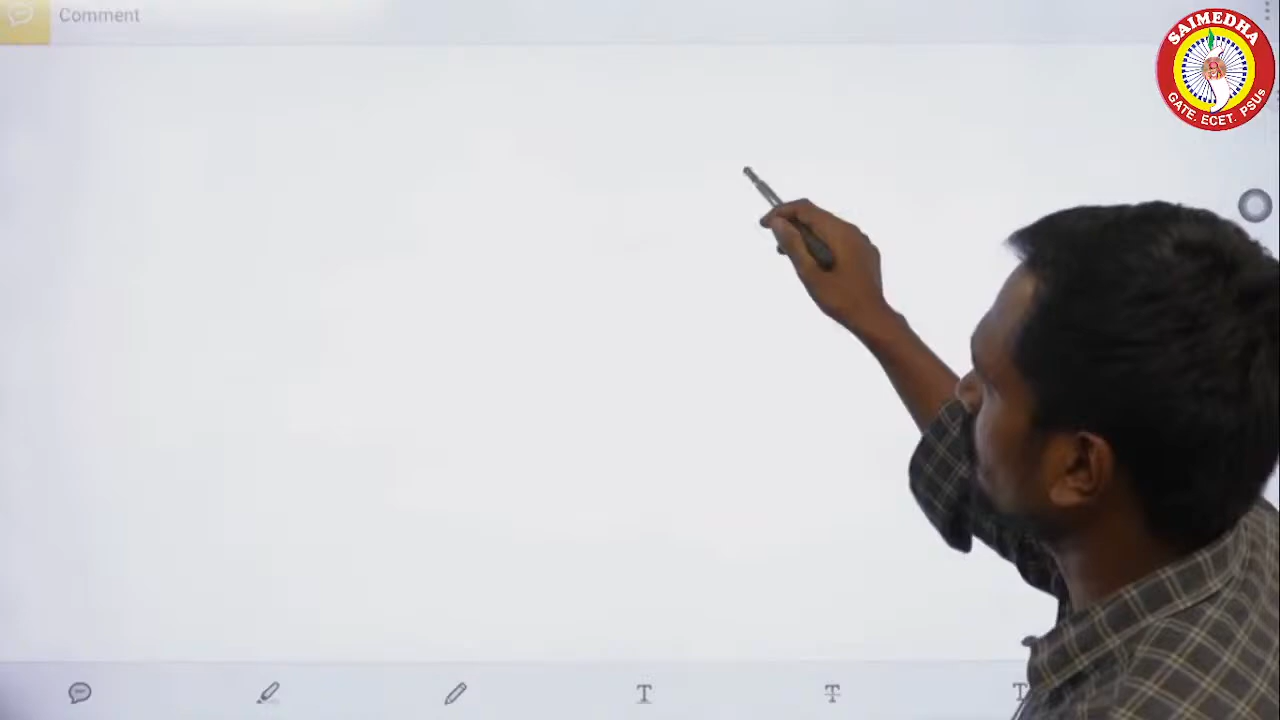 Comment
SAIMEDHA
GATE. ECET. PSUs
T
T
T